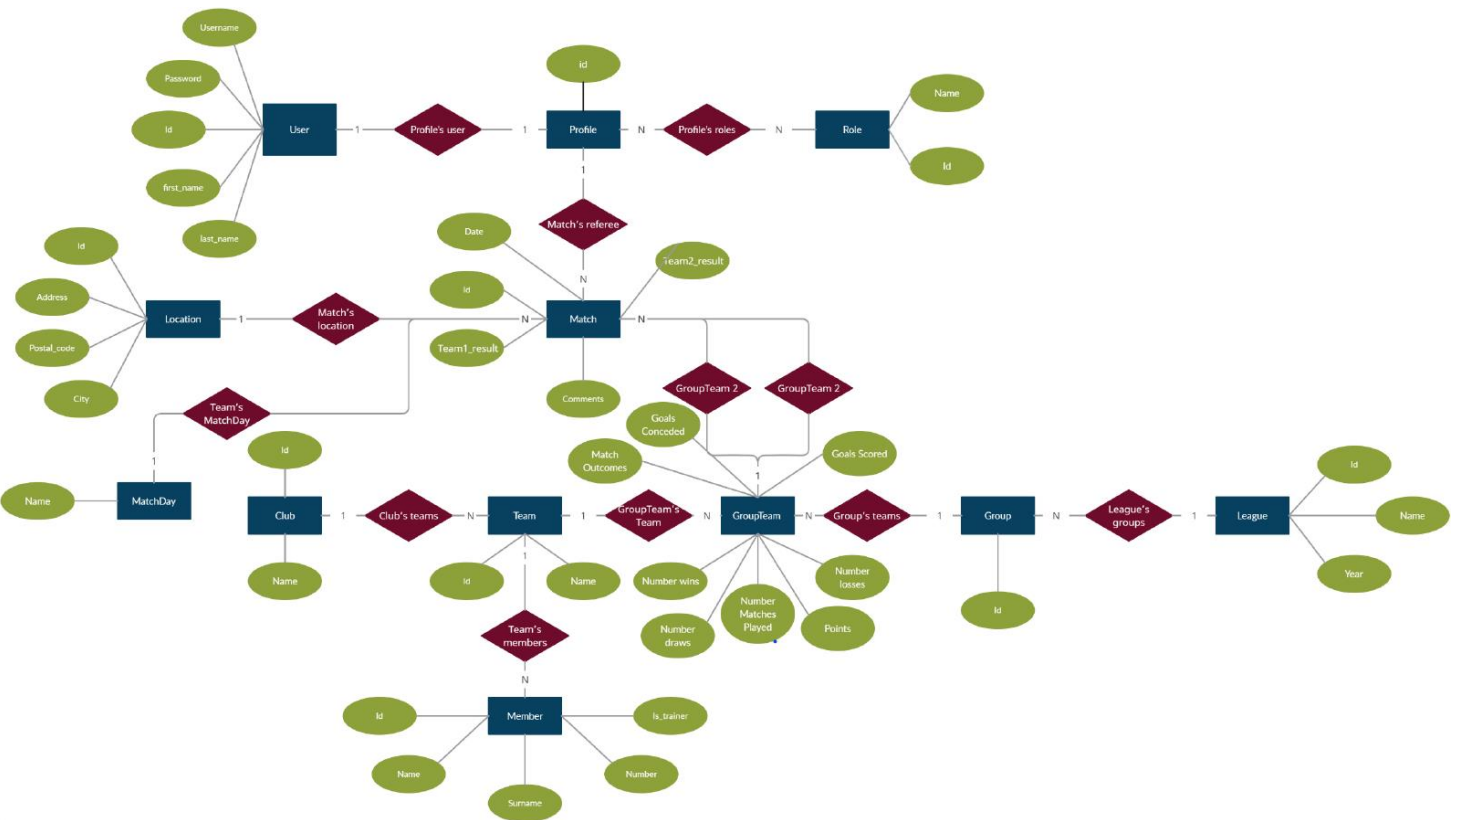 Username
Password
Id
first_name
last_name
User
1
Profile's user
1
id
Profile
N
Profile's roles
N
Role
Name
Id
1
Match's referee
N
Date
Id
Team1_result
Team2_result
Match
Comments
Id
Address
Postal_code
City
Location
1
Match's
location
N
N
GroupTeam 2
GroupTeam 2
Team's
MatchDay
1
Name
MatchDay
Id
Club
Name
1
Club's teams
N
Team
Id
Name
1
GroupTeam's
Team
N
Goals
Conceded
Match
Outcomes
1
Goals Scored
GroupTeam
Number wins
Number
draws
Number
Matches
Played
Points
Number
losses
N
Group's teams
1
Group
Id
N
League's
groups
1
League
Id
Name
Year
1
Team's
members
N
Member
Id
Name
Surname
Number
Is_trainer